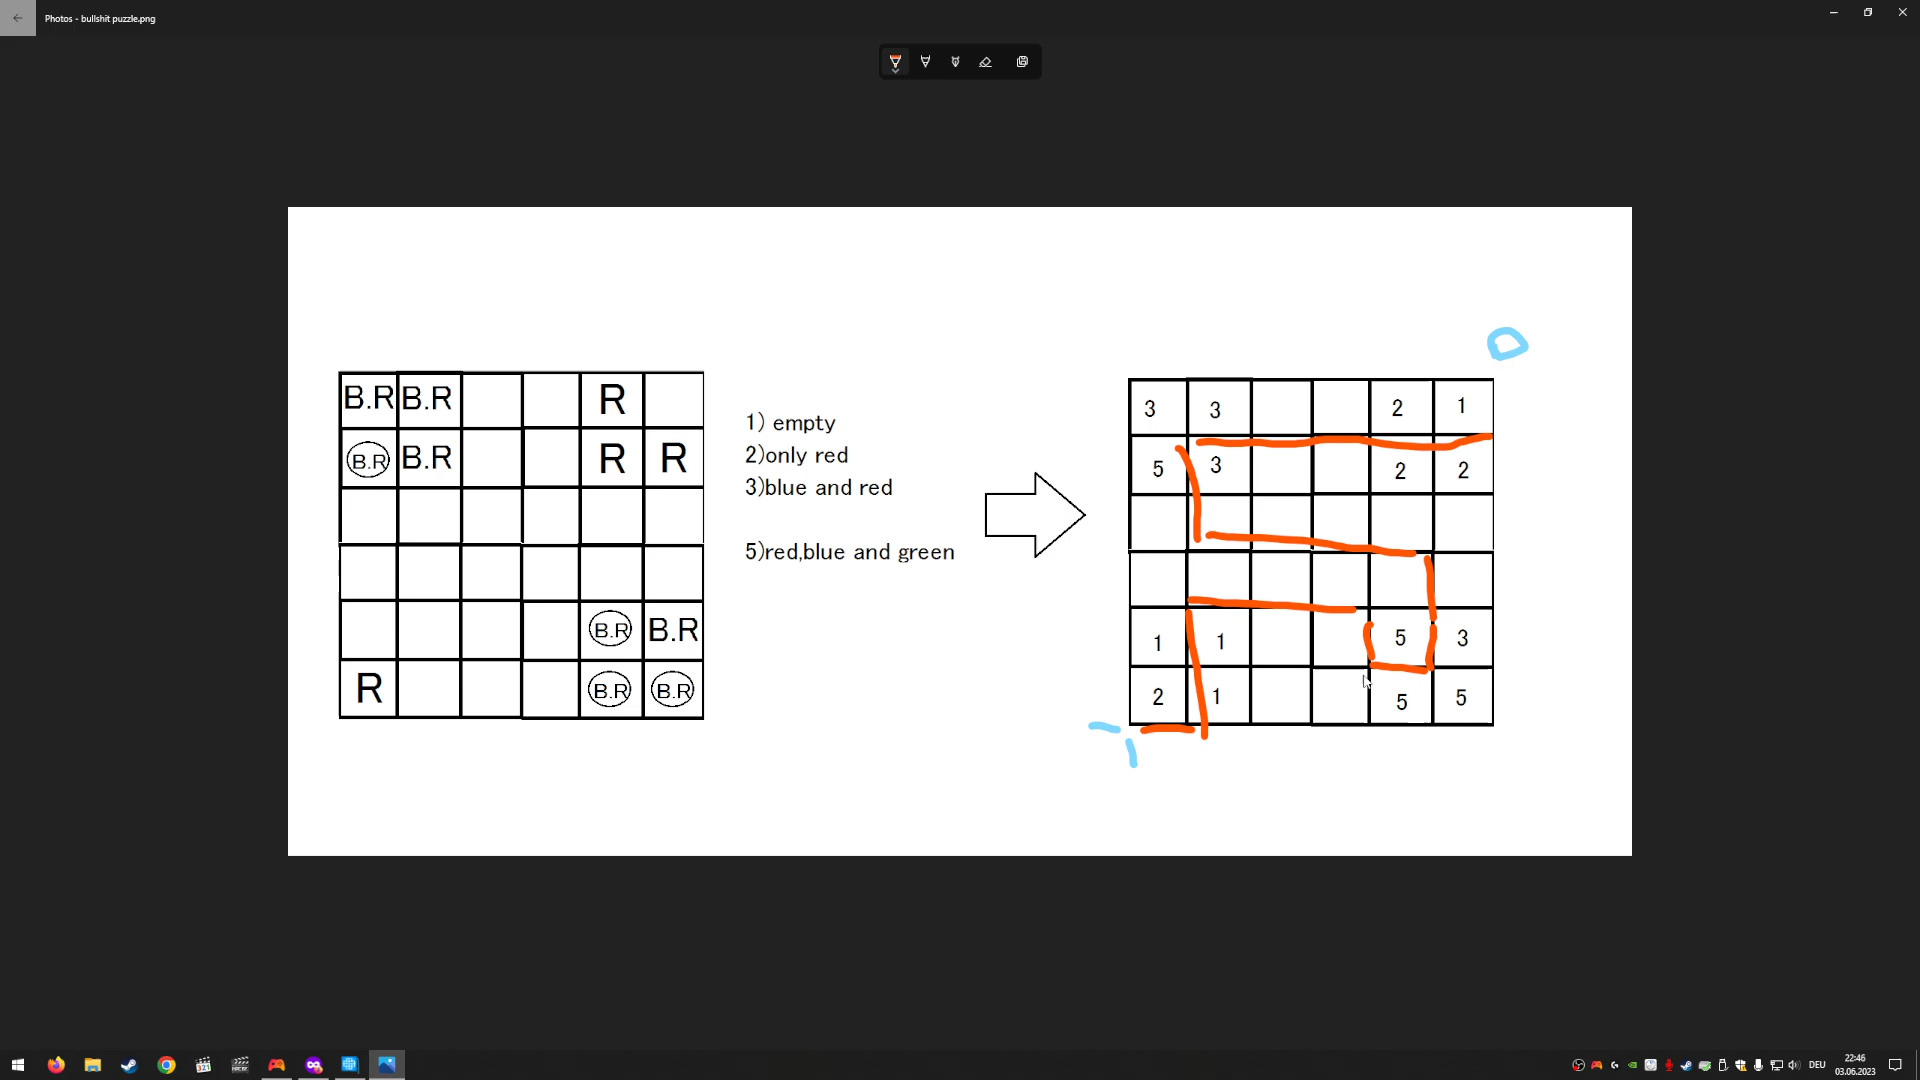 Photos - bullshit puzzle.png
B.R B.R R
B.R B.R R R
B.R B.R
R B.R B.R
1) empty
2)only red
3)blue and red
5)red,blue and green
3 3 2 1
5 3 2 2
1 1 5 3
2 1 5 5
321
DEU
22:46
03.06.2023